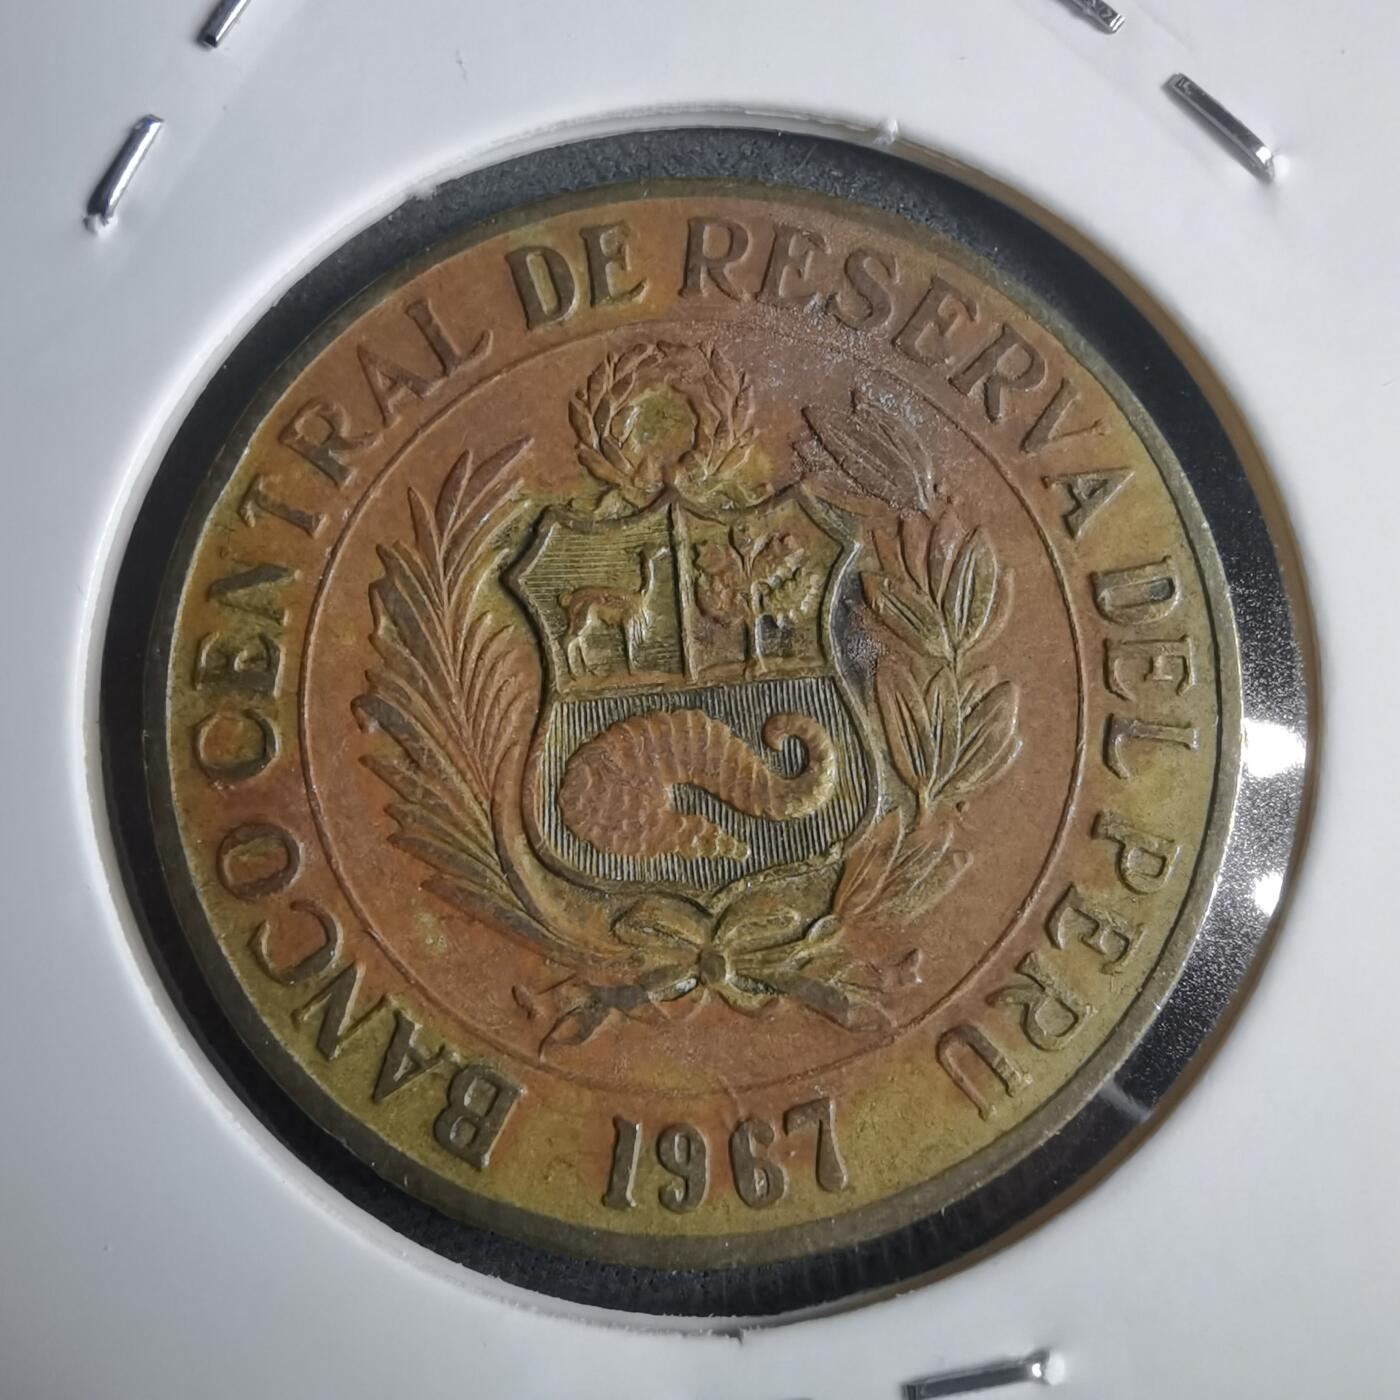 BANCO CENTRAL DE RESERVA DEL PERU
1967